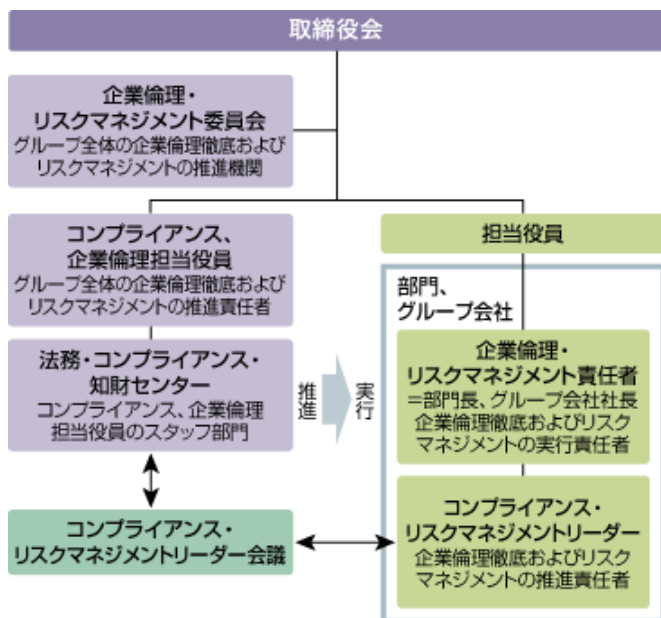 取締役会
企業倫理・
リスクマネジメント委員会
グループ全体の企業倫理徹底および
リスクマネジメントの推進機関
コンプライアンス、
企業倫理担当役員
グループ全体の企業倫理徹底および
リスクマネジメントの推進責任者
法務・コンプライアンス・
知財センター
コンプライアンス、企業倫理
担当役員のスタッフ部門
コンプライアンス・
リスクマネジメントリーダー会議
推進
実行
担当役員
部門、
グループ会社
企業倫理・
リスクマネジメント責任者
=部門長、グループ会社社長
企業倫理徹底およびリスク
マネジメントの実行責任者
コンプライアンス・
リスクマネジメントリーダー
企業倫理徹底およびリスク
マネジメントの推進責任者